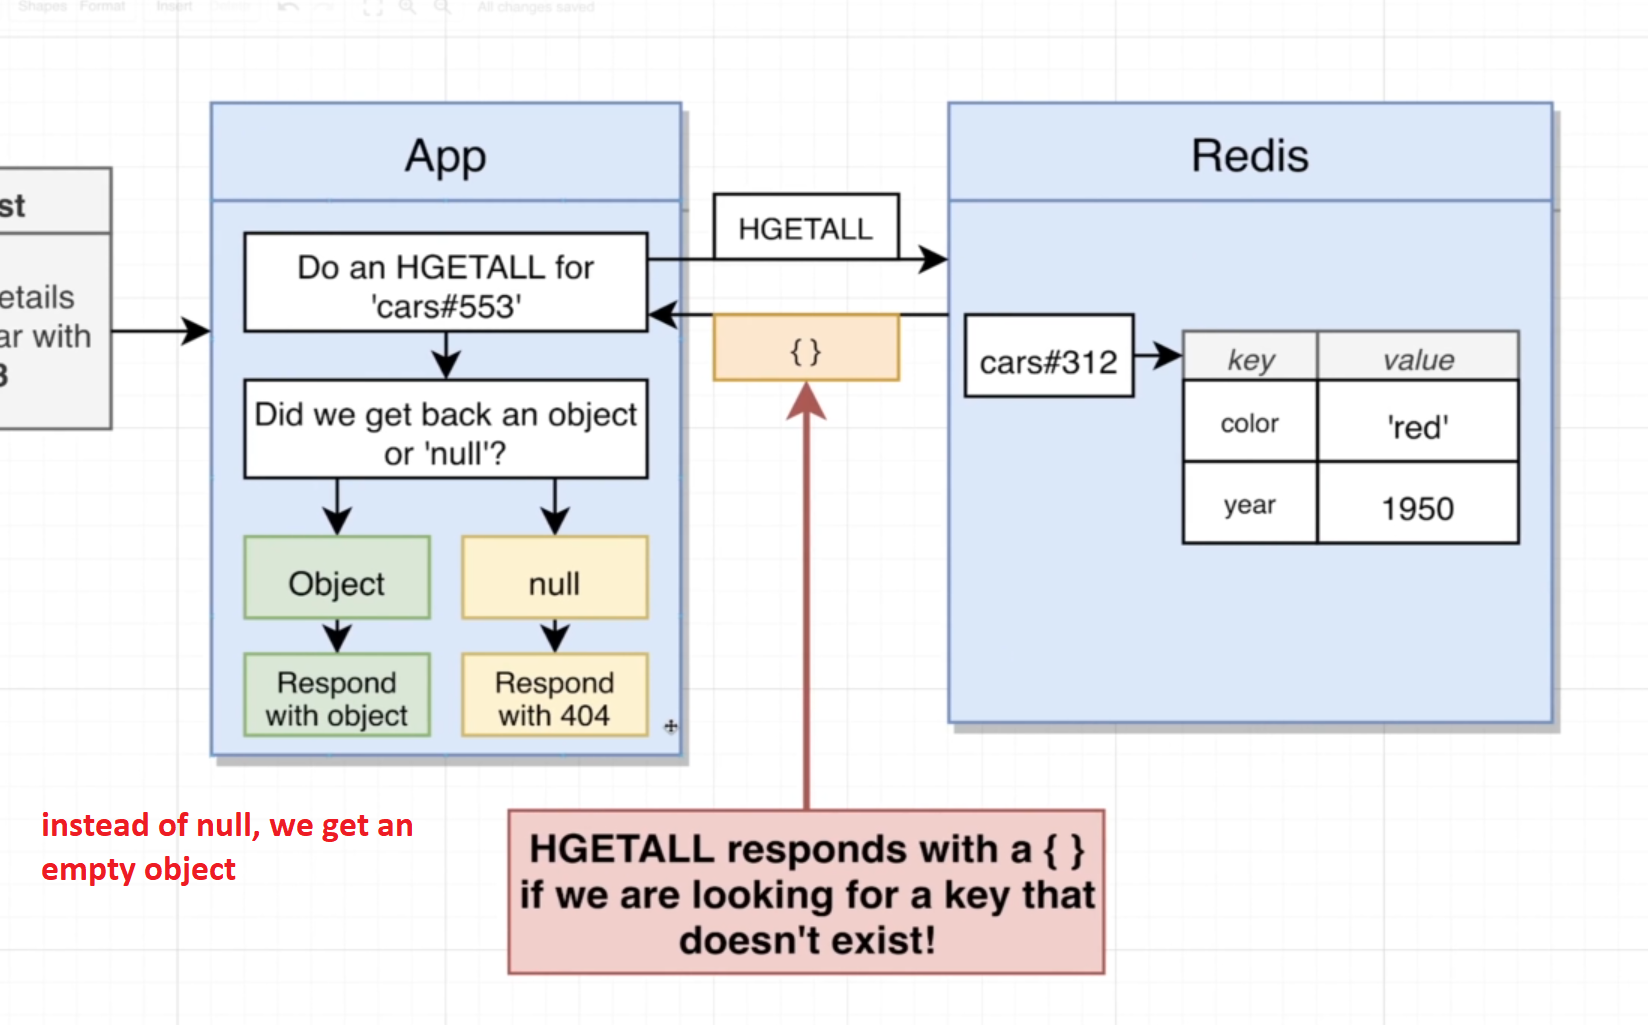 Shapes Format Insert Delete All changes saved
st
etails
ar with
3
App
Do an HGETALL for
'cars#553'
Did we get back an object
or 'null'?
Object
null
Respond
with object
Respond
with 404
HGETALL
{ }
Redis
cars#312
key value
color 'red'
year 1950
instead of null, we get an
empty object
HGETALL responds with a { }
if we are looking for a key that
doesn't exist!